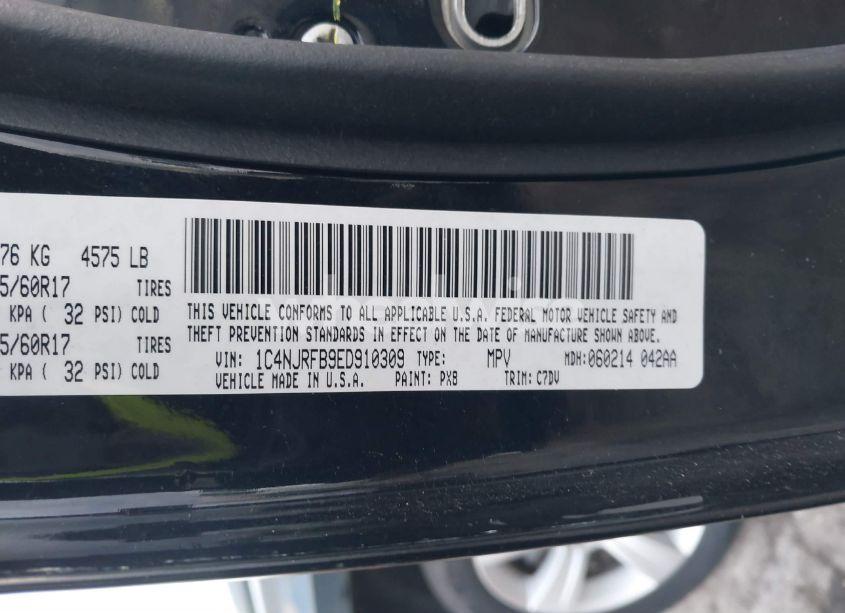 76 KG 4575 LB
5/60R17 TIRES
KPA ( 32 PSI) COLD
5/60R17 TIRES
KPA ( 32 PSI) COLD
THIS VEHICLE CONFORMS TO ALL APPLICABLE U.S.A. FEDERAL MOTOR VEHICLE SAFETY AND
THEFT PREVENTION STANDARDS IN EFFECT ON THE DATE OF MANUFACTURE SHOWN ABOVE.
VIN: 1C4NJRFB9ED910309 TYPE: MPV MDH:060214 042AA
VEHICLE MADE IN U.S.A. PAINT: PX8 TRIM: C7DV